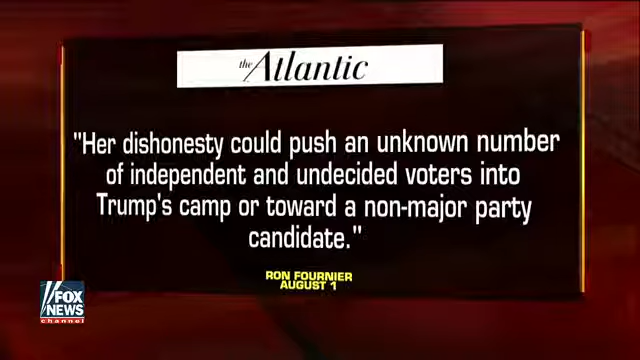 the Atlantic
"Her dishonesty could push an unknown number
of independent and undecided voters into
Trump's camp or toward a non-major party
candidate."
RON FOURNIER
AUGUST 1
FOX
NEWS
channel